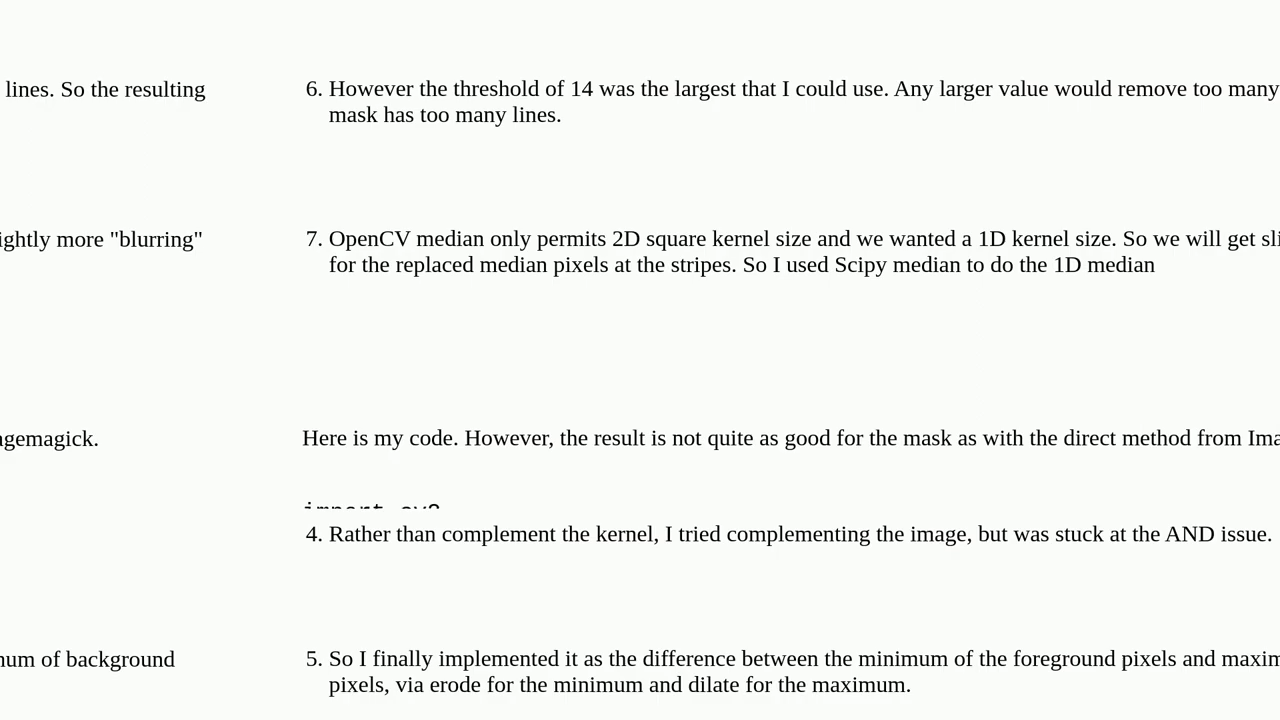 lines. So the resulting
6. However the threshold of 14 was the largest that I could use. Any larger value would remove too many
mask has too many lines.
ightly more "blurring"
7. OpenCV median only permits 2D square kernel size and we wanted a 1D kernel size. So we will get sli
for the replaced median pixels at the stripes. So I used Scipy median to do the 1D median
gemagick.
Here is my code. However, the result is not quite as good for the mask as with the direct method from Ima
4. Rather than complement the kernel, I tried complementing the image, but was stuck at the AND issue.
um of background
5. So I finally implemented it as the difference between the minimum of the foreground pixels and maxim
pixels, via erode for the minimum and dilate for the maximum.